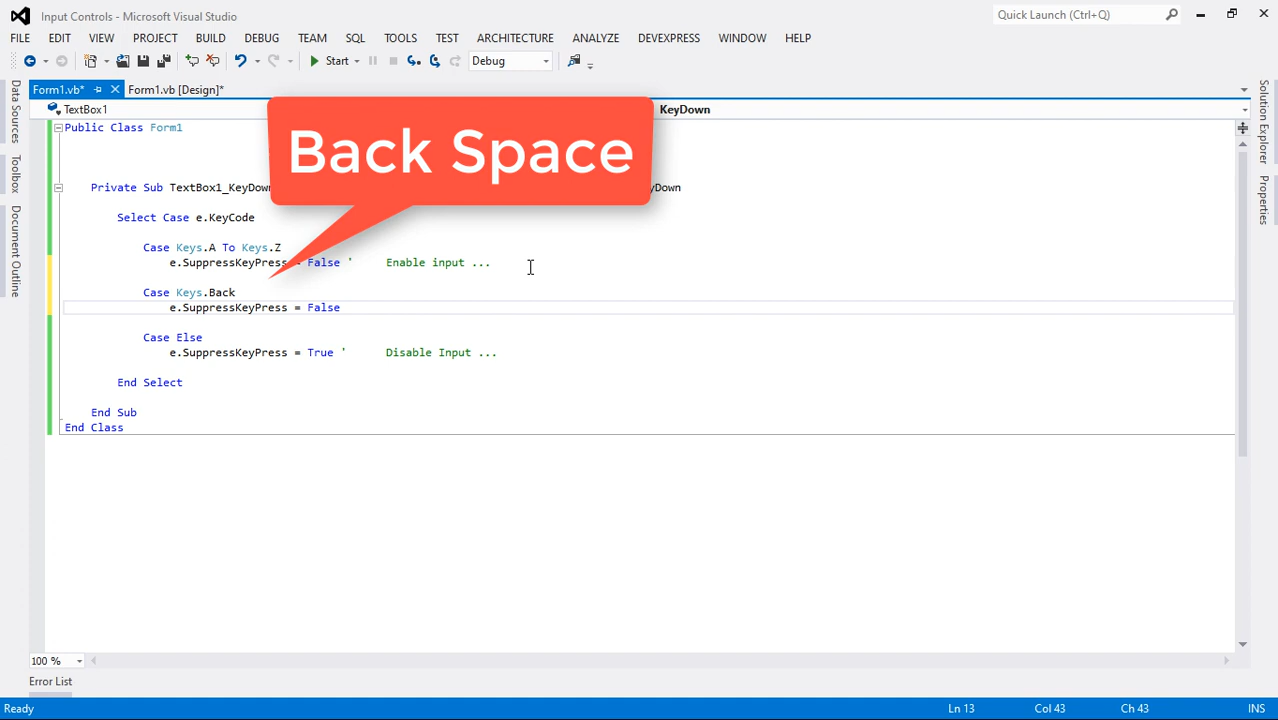 Input Controls - Microsoft Visual Studio
Quick Launch (Ctrl+Q)
FILE EDIT VIEW PROJECT BUILD DEBUG TEAM SQL TOOLS TEST ARCHITECTURE ANALYZE DEVEXPRESS WINDOW HELP
Start Debug
Form1.vb* Form1.vb [Design]*
TextBox1 KeyDown
Data Sources
Toolbox
Document Outline
Solution Explorer
Properties
Back Space
Public Class Form1
Private Sub TextBox1_KeyDown
Select Case e.KeyCode
Case Keys.A To Keys.Z
e.SuppressKeyPress = False ' Enable input ...
Case Keys.Back
e.SuppressKeyPress = False
Case Else
e.SuppressKeyPress = True ' Disable Input ...
End Select
End Sub
End Class
100 %
Error List
Ready Ln 13 Col 43 Ch 43 INS